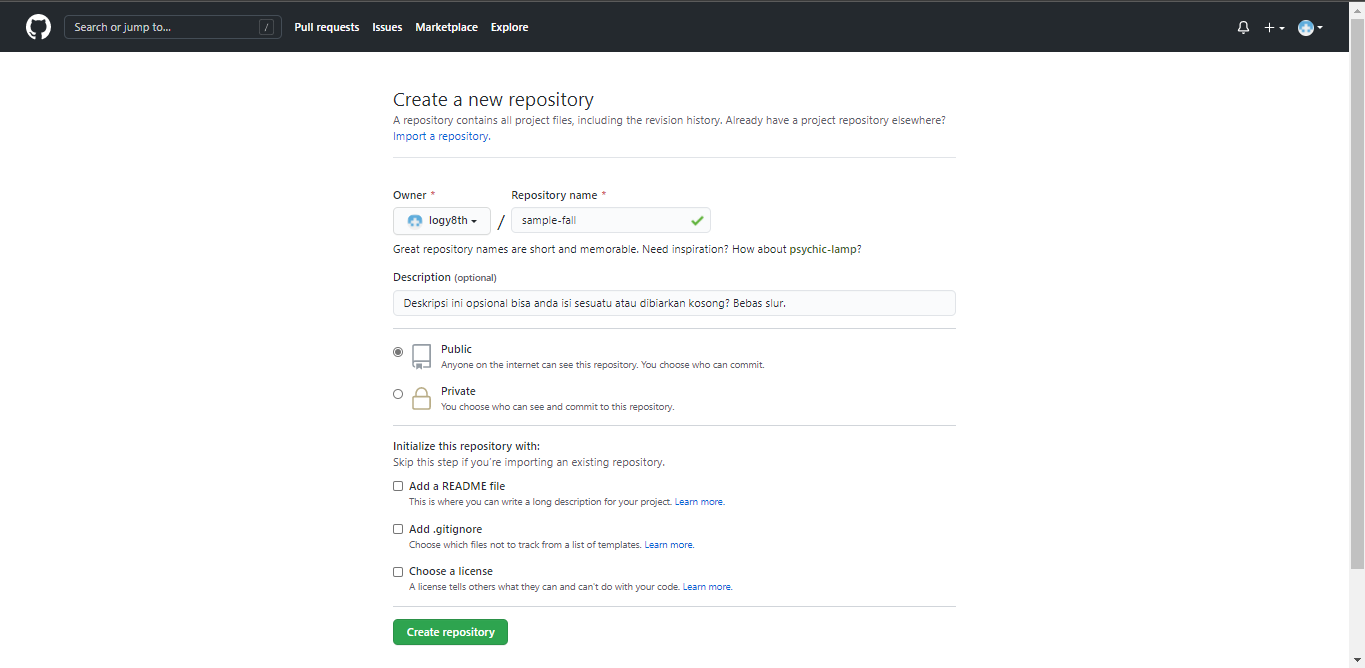 Search or jump to... /
Pull requests Issues Marketplace Explore
Create a new repository
A repository contains all project files, including the revision history. Already have a project repository elsewhere?
Import a repository.
Owner * Repository name *
logy8th / sample-fall
Great repository names are short and memorable. Need inspiration? How about psychic-lamp?
Description (optional)
Deskripsi ini opsional bisa anda isi sesuatu atau dibiarkan kosong? Bebas slur.
Public
Anyone on the internet can see this repository. You choose who can commit.
Private
You choose who can see and commit to this repository.
Initialize this repository with:
Skip this step if you're importing an existing repository.
Add a README file
This is where you can write a long description for your project. Learn more.
Add .gitignore
Choose which files not to track from a list of templates. Learn more.
Choose a license
A license tells others what they can and can't do with your code. Learn more.
Create repository